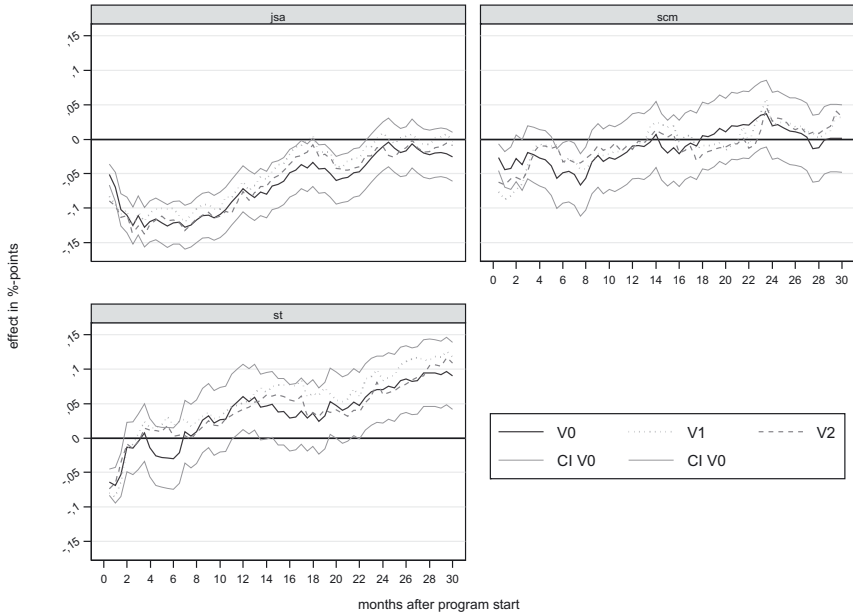 jsa
scm
,15
,1
,05
0
-,05
-,1
-,15
0 2 4 6 8 10 12 14 16 18 20 22 24 26 28 30
effect in %-points
st
,15
,1
,05
0
-,05
-,1
-,15
0 2 4 6 8 10 12 14 16 18 20 22 24 26 28 30
V0 V1 V2
CI V0 CI V0
months after program start